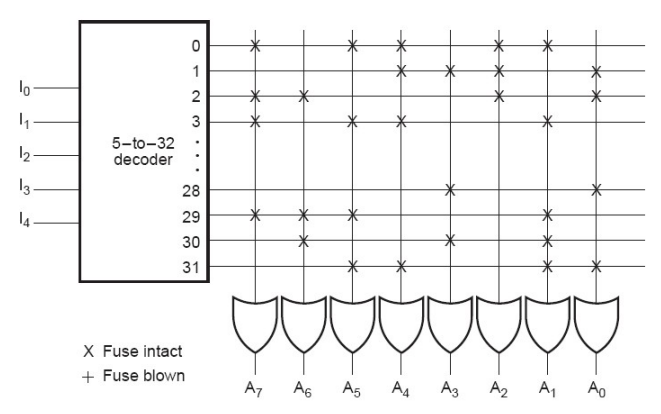 0
1
I₀
2
I₁
3
5–to–32
decoder
I₂
I₃
28
I₄
29
30
31
X Fuse intact
+ Fuse blown
A₇ A₆ A₅ A₄ A₃ A₂ A₁ A₀